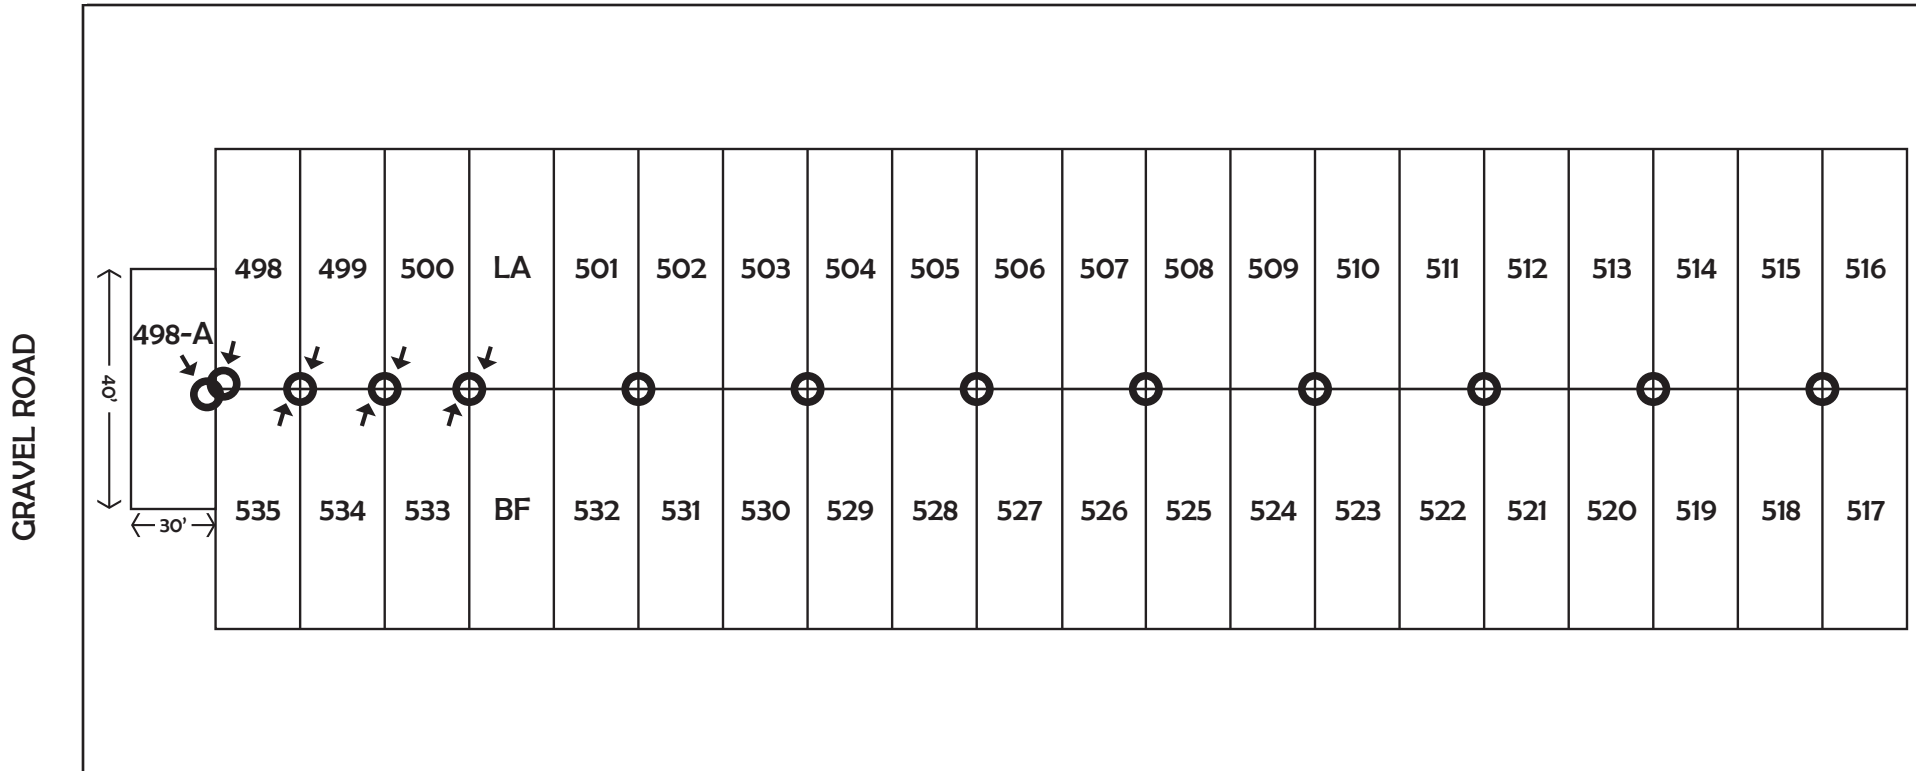 498 499 500 LA 501 502 503 504 505 506 507 508 509 510 511 512 513 514 515 516
498-A
GRAVEL ROAD
40’
535 534 533 BF 532 531 530 529 528 527 526 525 524 523 522 521 520 519 518 517
30’